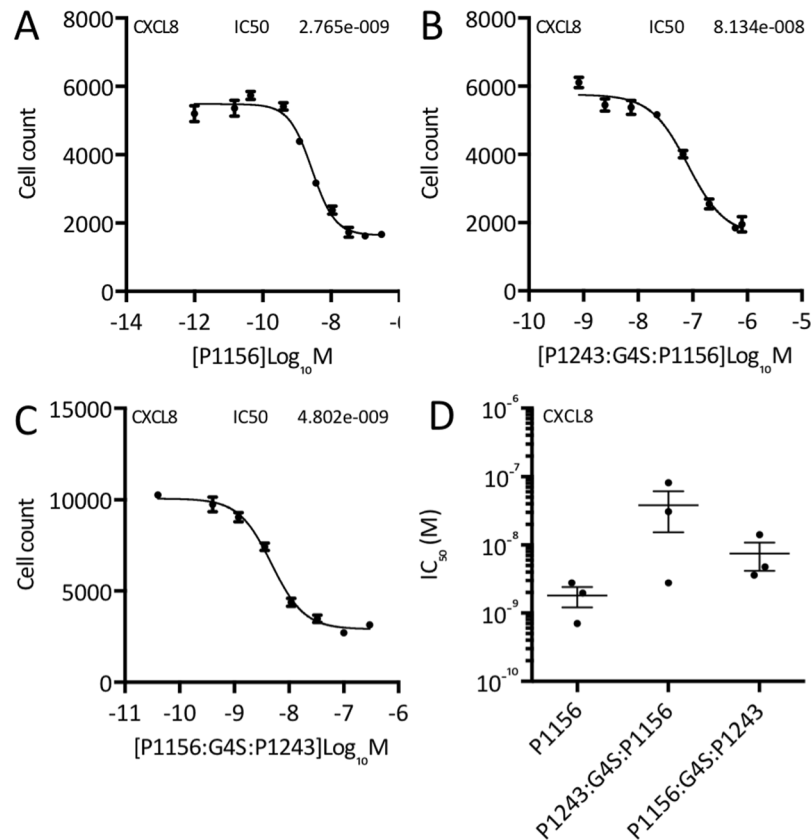 A
CXCL8 IC50 2.765e-009
8000
6000
4000
2000
0
Cell count
-14 -12 -10 -8 -6
[P1156]Log₁₀M
B
CXCL8 IC50 8.134e-008
8000
6000
4000
2000
0
Cell count
-10 -9 -8 -7 -6 -5
[P1243:G4S:P1156]Log₁₀M
C
CXCL8 IC50 4.802e-009
15000
10000
5000
0
Cell count
-11 -10 -9 -8 -7 -6
[P1156:G4S:P1243]Log₁₀M
D
CXCL8
10⁻⁶
10⁻⁷
10⁻⁸
10⁻⁹
10⁻¹⁰
IC₅₀ (M)
P1156
P1243:G4S:P1156
P1156:G4S:P1243